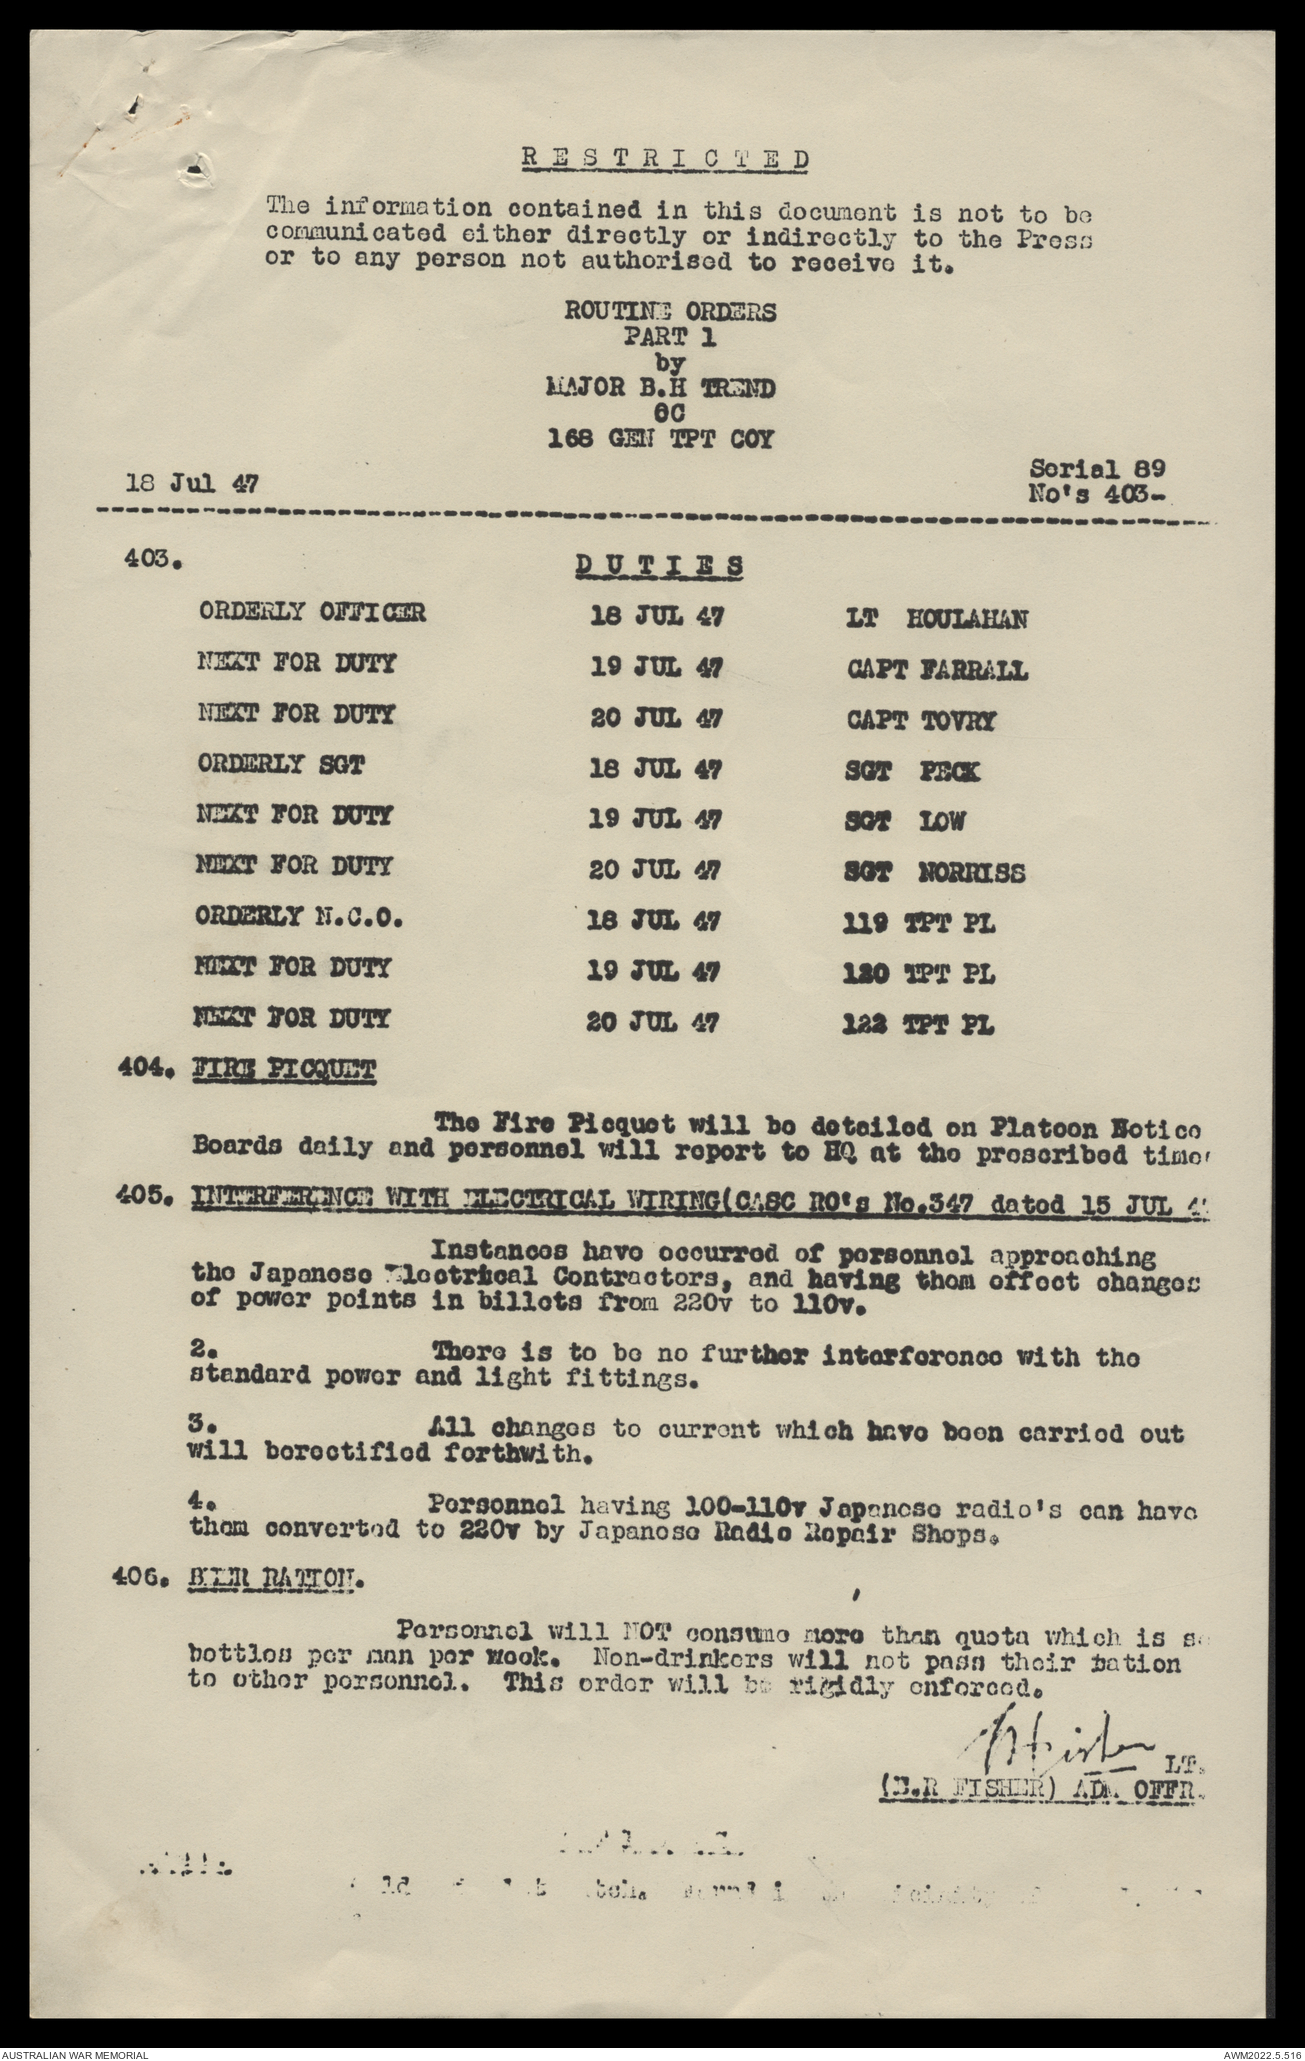 RESTRICTED
The information contained in this document is not to be
communicated either directly or indirectly to the Press
or to any person not authorised to receive it.
ROUTINE ORDERS
PART 1
by
MAJOR B.H TREND
OC
168 GEN TPT COY
18 Jul 47
Serial 89
No's 403-
403. DUTIES
ORDERLY OFFICER 18 JUL 47 LT HOULAHAN
NEXT FOR DUTY 19 JUL 47 CAPT FARRALL
NEXT FOR DUTY 20 JUL 47 CAPT TOVRY
ORDERLY SGT 18 JUL 47 SGT PECK
NEXT FOR DUTY 19 JUL 47 SGT LOW
NEXT FOR DUTY 20 JUL 47 SGT NORRISS
ORDERLY N.C.O. 18 JUL 47 119 TPT PL
NEXT FOR DUTY 19 JUL 47 120 TPT PL
NEXT FOR DUTY 20 JUL 47 122 TPT PL
404. FIRE PICQUET
The Fire Picquet will be detailed on Platoon Notice
Boards daily and personnel will report to HQ at the prescribed time
405. INTERFERENCE WITH ELECTRICAL WIRING(CASC RO's No.347 dated 15 JUL 4
Instances have occurred of personnel approaching
the Japanese Electrical Contractors, and having them effect changes
of power points in billets from 220v to 110v.
2. There is to be no further interference with the
standard power and light fittings.
3. All changes to current which have been carried out
will berectified forthwith.
4. Personnel having 100-110v Japanese radio's can have
them converted to 220v by Japanese Radio Repair Shops.
406. BEER RATION.
Personnel will NOT consume more than quota which is
bottles per man per week. Non-drinkers will not pass their ration
to other personnel. This order will be rigidly enforced.
LT.
(E.R FISHER) ADM OFFR.
AUSTRALIAN WAR MEMORIAL
AWM2022.5.516